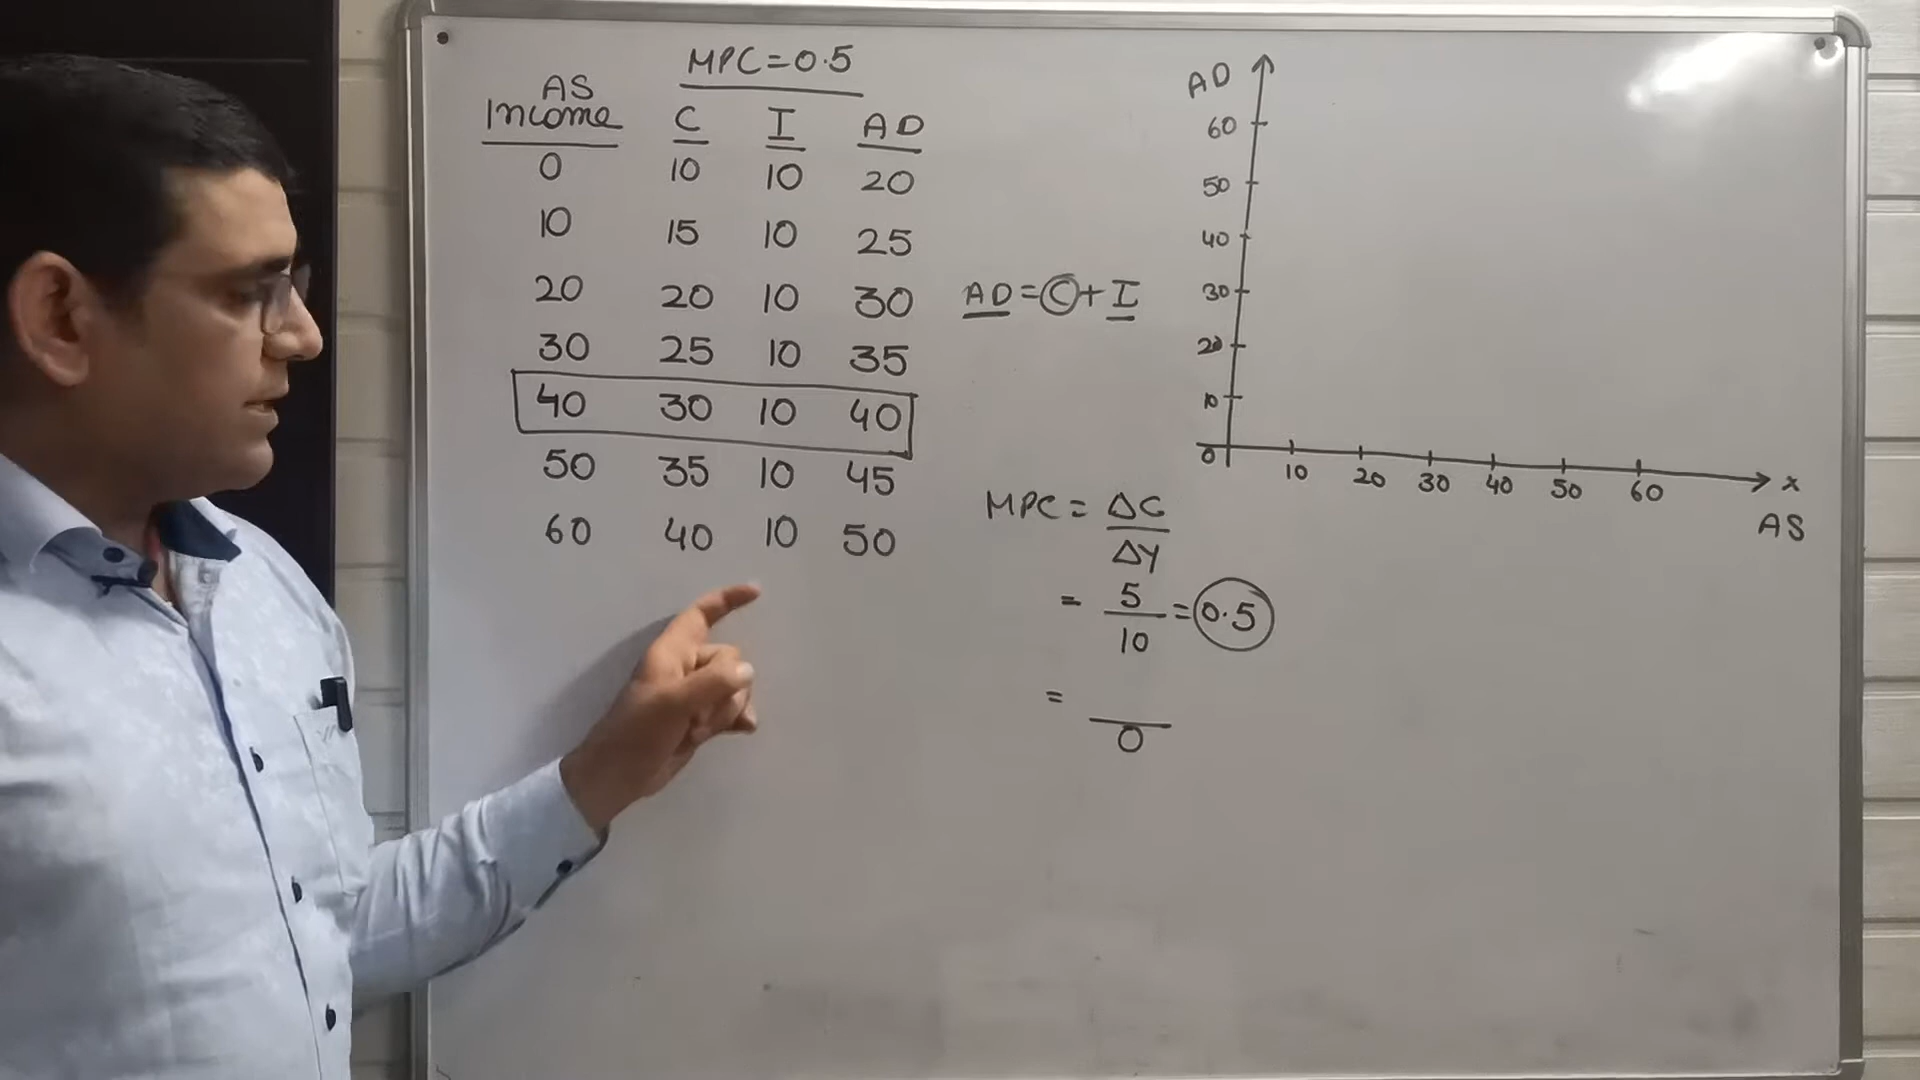 MPC=0.5
AS
Income C I AD
0 10 10 20
10 15 10 25
20 20 10 30
30 25 10 35
40 30 10 40
50 35 10 45
60 40 10 50
AD=C+I
AD
60
50
40
30
20
10
0
10 20 30 40 50 60 x
AS
MPC = ΔC
ΔY
= 5 = 0.5
10
=
0